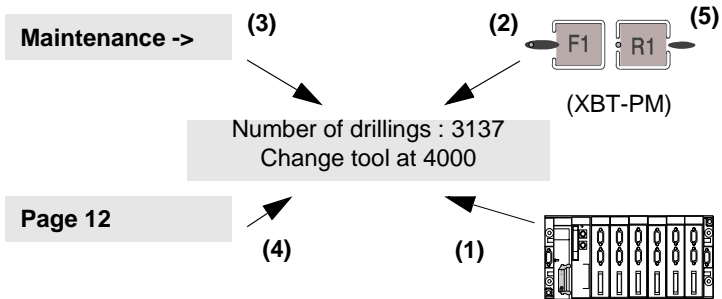 Maintenance -> (3) (2) F1 R1 (5)
(XBT-PM)
Number of drillings : 3137
Change tool at 4000
Page 12
(4) (1)